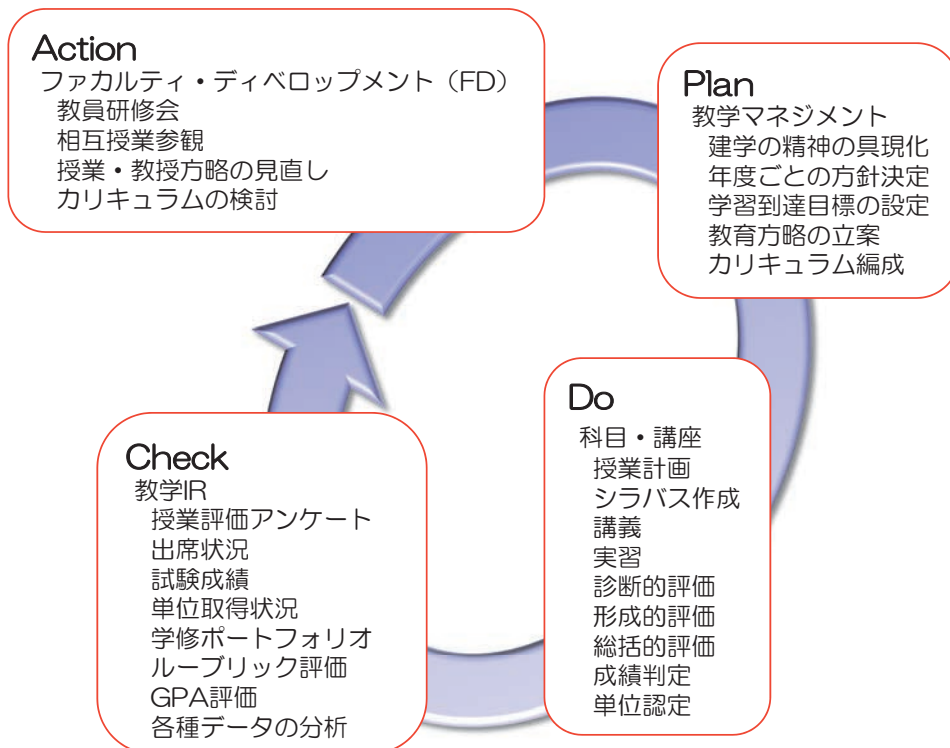 Action
ファカルティ・ディベロップメント（FD）
教員研修会
相互授業参観
授業・教授方略の見直し
カリキュラムの検討
Plan
教学マネジメント
建学の精神の具現化
年度ごとの方針決定
学習到達目標の設定
教育方略の立案
カリキュラム編成
Do
科目・講座
授業計画
シラバス作成
講義
実習
診断的評価
形成的評価
総括的評価
成績判定
単位認定
Check
教学IR
授業評価アンケート
出席状況
試験成績
単位取得状況
学修ポートフォリオ
ルーブリック評価
GPA評価
各種データの分析